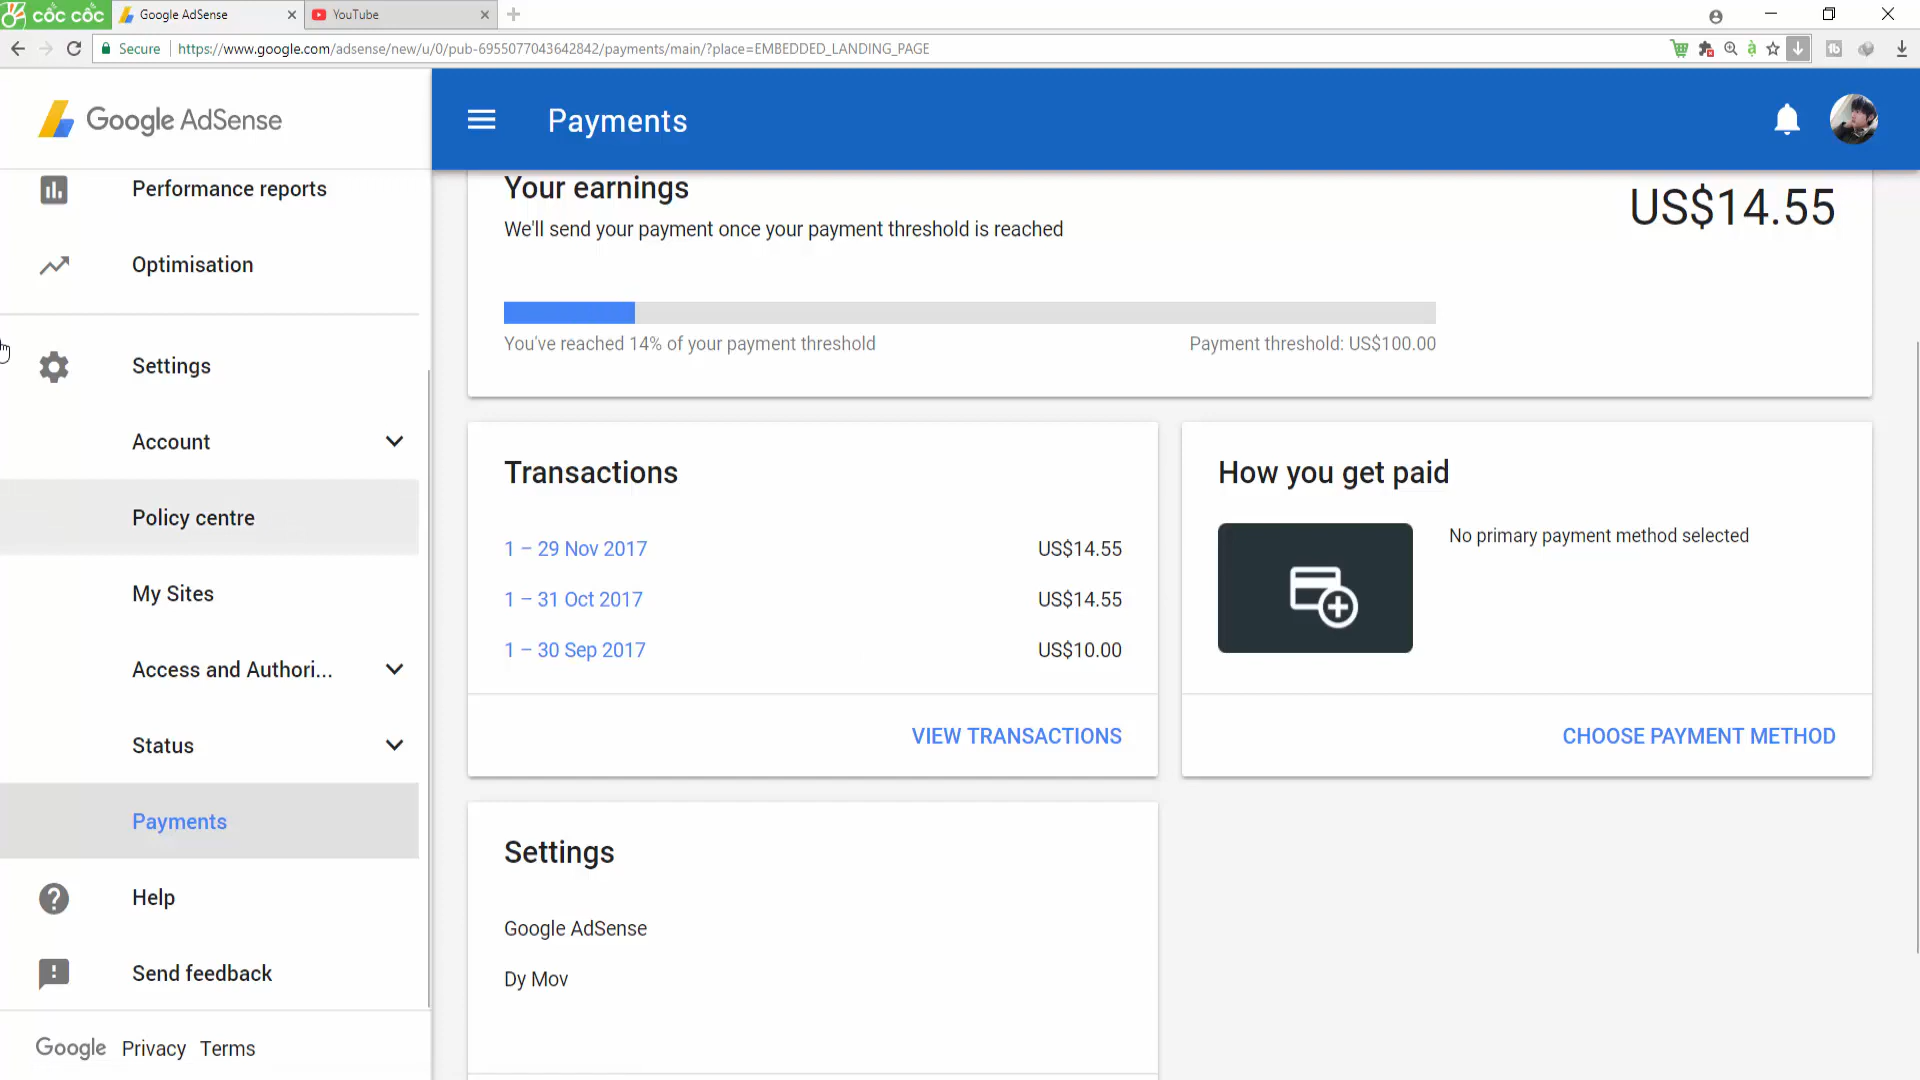 cốc cốc
Google AdSense
YouTube
Secure
https://www.google.com/adsense/new/u/0/pub-6955077043642842/payments/main/?place=EMBEDDED_LANDING_PAGE
Google AdSense
Payments
Performance reports
Optimisation
Settings
Account
Policy centre
My Sites
Access and Authori...
Status
Payments
Help
Send feedback
Google Privacy Terms
Your earnings
US$14.55
We'll send your payment once your payment threshold is reached
You've reached 14% of your payment threshold
Payment threshold: US$100.00
Transactions
1 – 29 Nov 2017 US$14.55
1 – 31 Oct 2017 US$14.55
1 – 30 Sep 2017 US$10.00
VIEW TRANSACTIONS
How you get paid
No primary payment method selected
CHOOSE PAYMENT METHOD
Settings
Google AdSense
Dy Mov